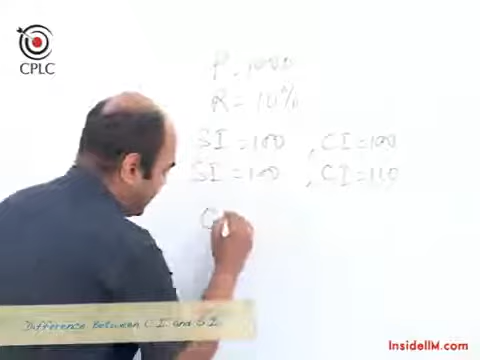 CPLC
P = 1000
R = 10%
SI = 100 , CI = 100
SI = 100 , CI = 110
C
Difference Between C.I. and S.I.
InsideIIM.com